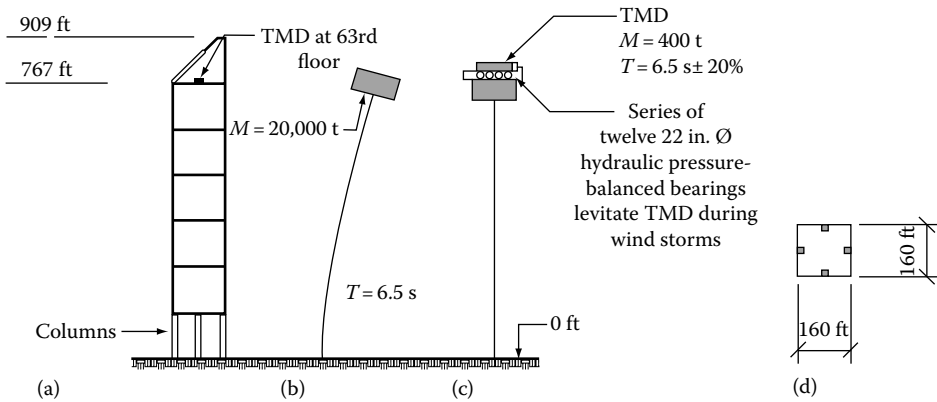 909 ft
767 ft
TMD at 63rd
floor
M = 20,000 t
T = 6.5 s
Columns
TMD
M = 400 t
T = 6.5 s± 20%
Series of
twelve 22 in. Ø
hydraulic pressure-
balanced bearings
levitate TMD during
wind storms
0 ft
160 ft
160 ft
(a)
(b)
(c)
(d)